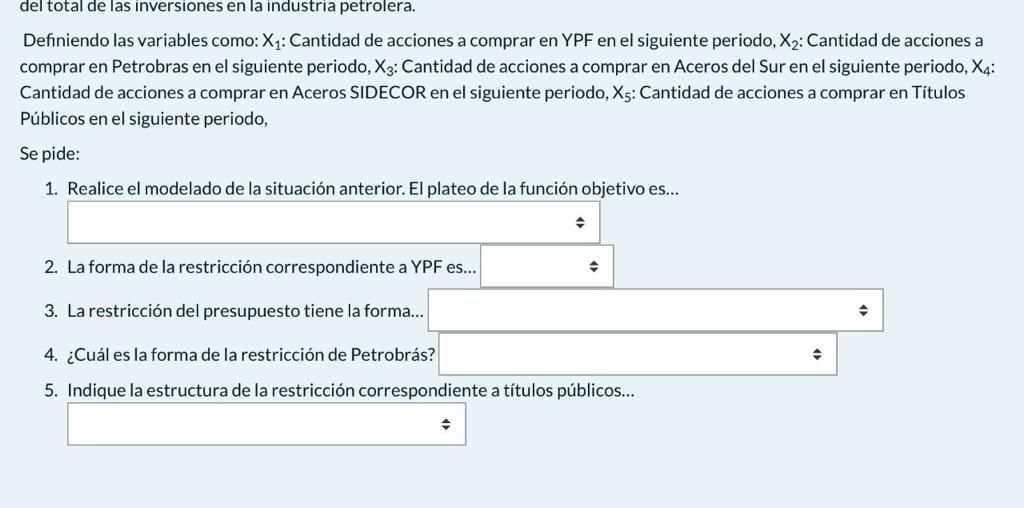 del total de las inversiones en la industria petrolera.
Definiendo las variables como: X₁: Cantidad de acciones a comprar en YPF en el siguiente periodo, X₂: Cantidad de acciones a
comprar en Petrobras en el siguiente periodo, X₃: Cantidad de acciones a comprar en Aceros del Sur en el siguiente periodo, X₄:
Cantidad de acciones a comprar en Aceros SIDECOR en el siguiente periodo, X₅: Cantidad de acciones a comprar en Títulos
Públicos en el siguiente periodo,
Se pide:
1. Realice el modelado de la situación anterior. El plateo de la función objetivo es...
2. La forma de la restricción correspondiente a YPF es...
3. La restricción del presupuesto tiene la forma...
4. ¿Cuál es la forma de la restricción de Petrobrás?
5. Indique la estructura de la restricción correspondiente a títulos públicos...